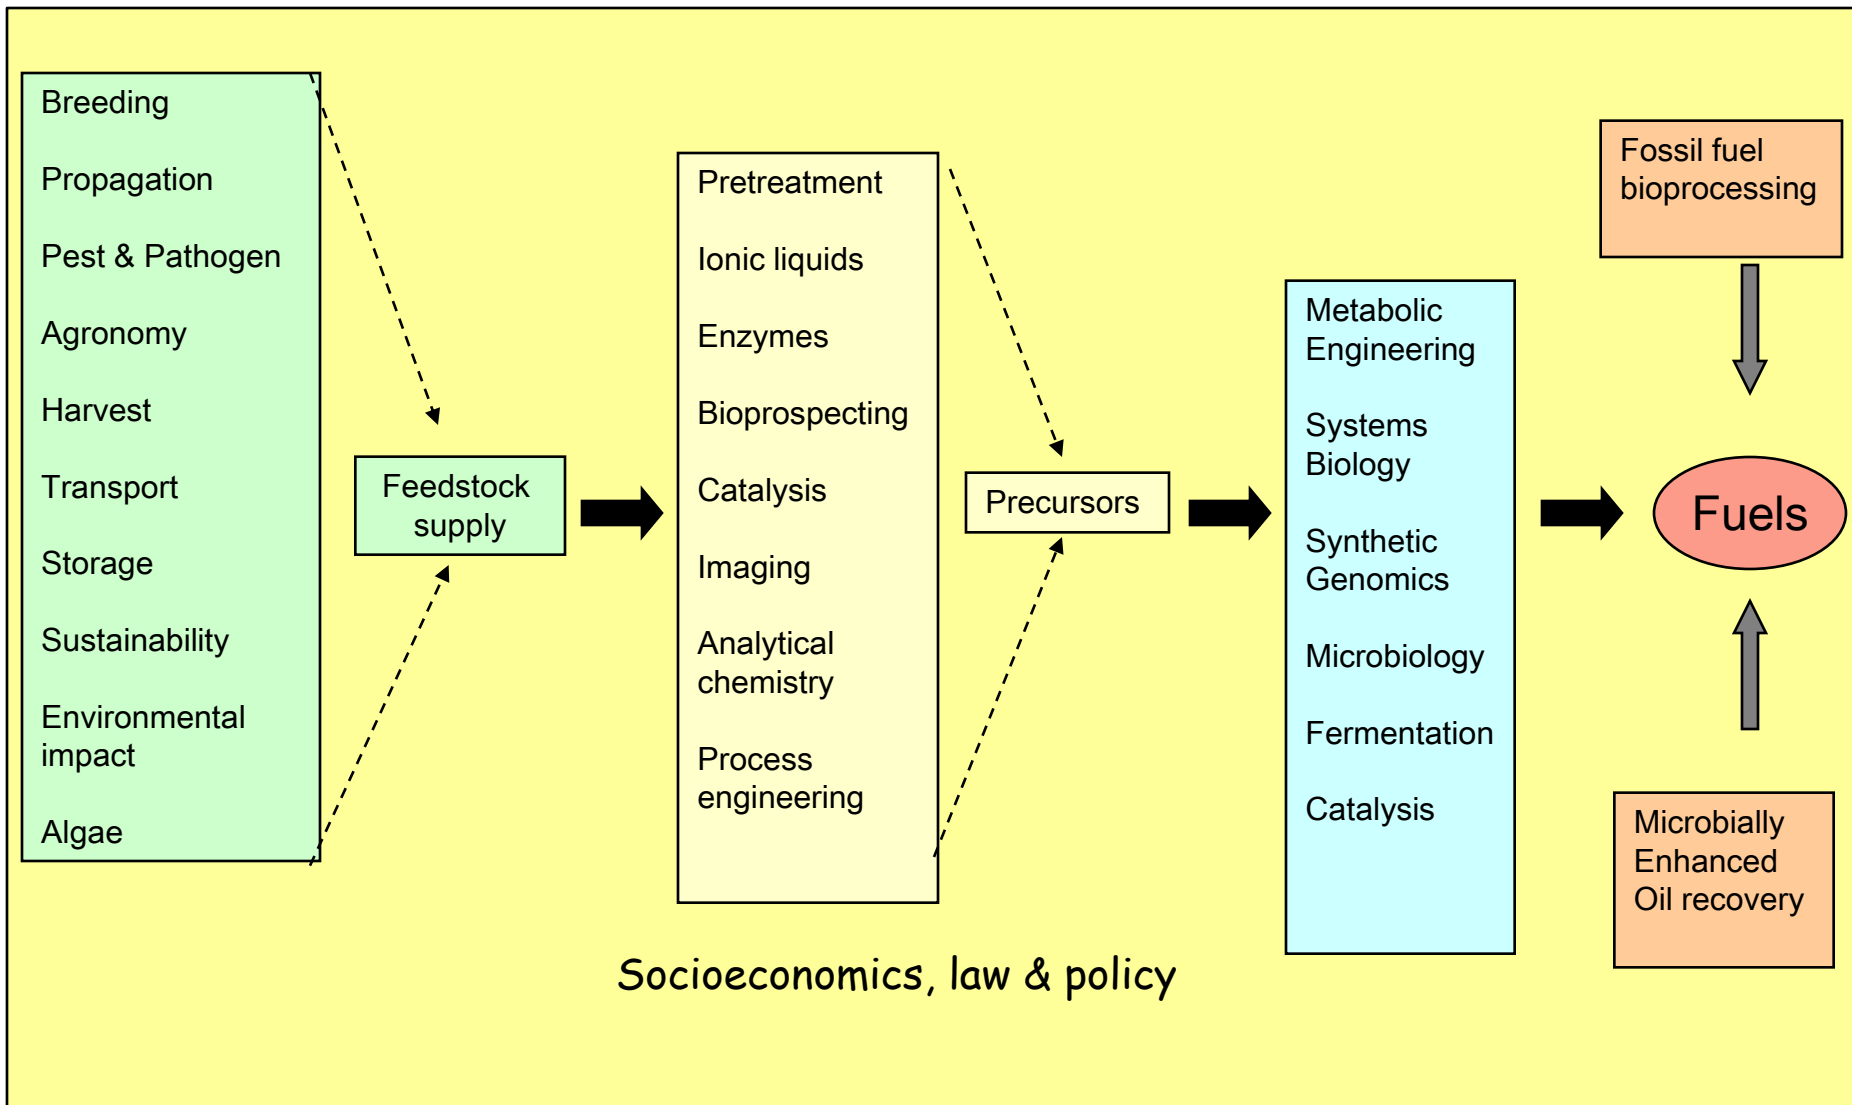 Breeding
Propagation
Pest & Pathogen
Agronomy
Harvest
Transport
Storage
Sustainability
Environmental
impact
Algae
Feedstock
supply
Pretreatment
Ionic liquids
Enzymes
Bioprospecting
Catalysis
Imaging
Analytical
chemistry
Process
engineering
Precursors
Metabolic
Engineering
Systems
Biology
Synthetic
Genomics
Microbiology
Fermentation
Catalysis
Fossil fuel
bioprocessing
Fuels
Microbially
Enhanced
Oil recovery
Socioeconomics, law & policy